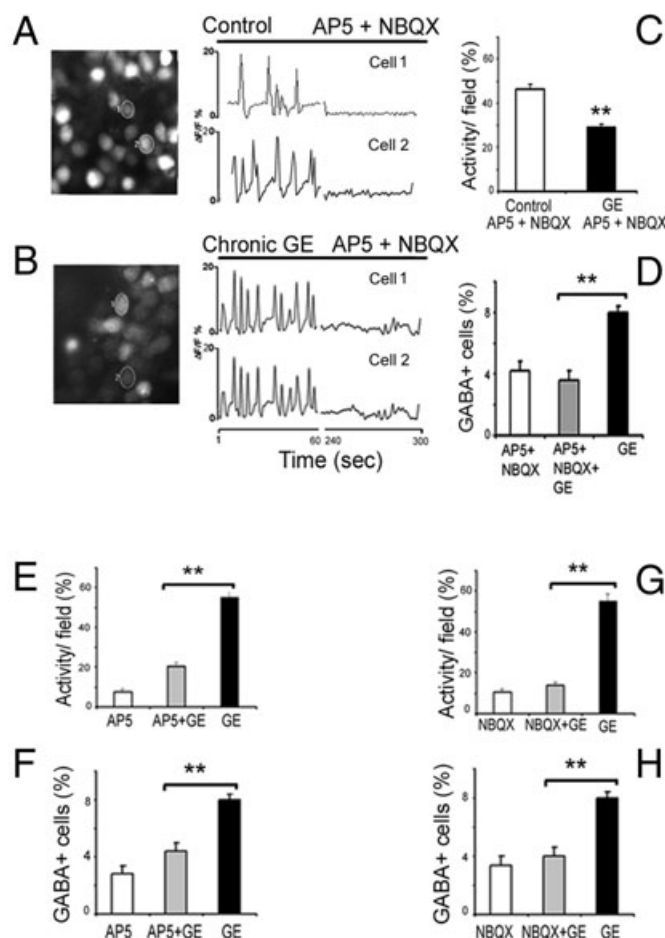 A
Control AP5 + NBQX
20
Cell 1
0
20
Cell 2
0
ΔF/F %
C
Activity/ field (%)
60
40
20
0
**
Control GE
AP5 + NBQX AP5 + NBQX
B
Chronic GE AP5 + NBQX
20
Cell 1
0
20
Cell 2
0
ΔF/F %
1 60 240 300
Time (sec)
D
GABA+ cells (%)
8
4
0
**
AP5+ AP5+ GE
NBQX NBQX+
GE
E
Activity/ field (%)
60
20
0
**
AP5 AP5+GE GE
G
Activity/ field (%)
60
20
0
**
NBQX NBQX+GE GE
F
GABA+ cells (%)
8
4
0
**
AP5 AP5+GE GE
H
GABA+ cells (%)
8
4
0
**
NBQX NBQX+GE GE